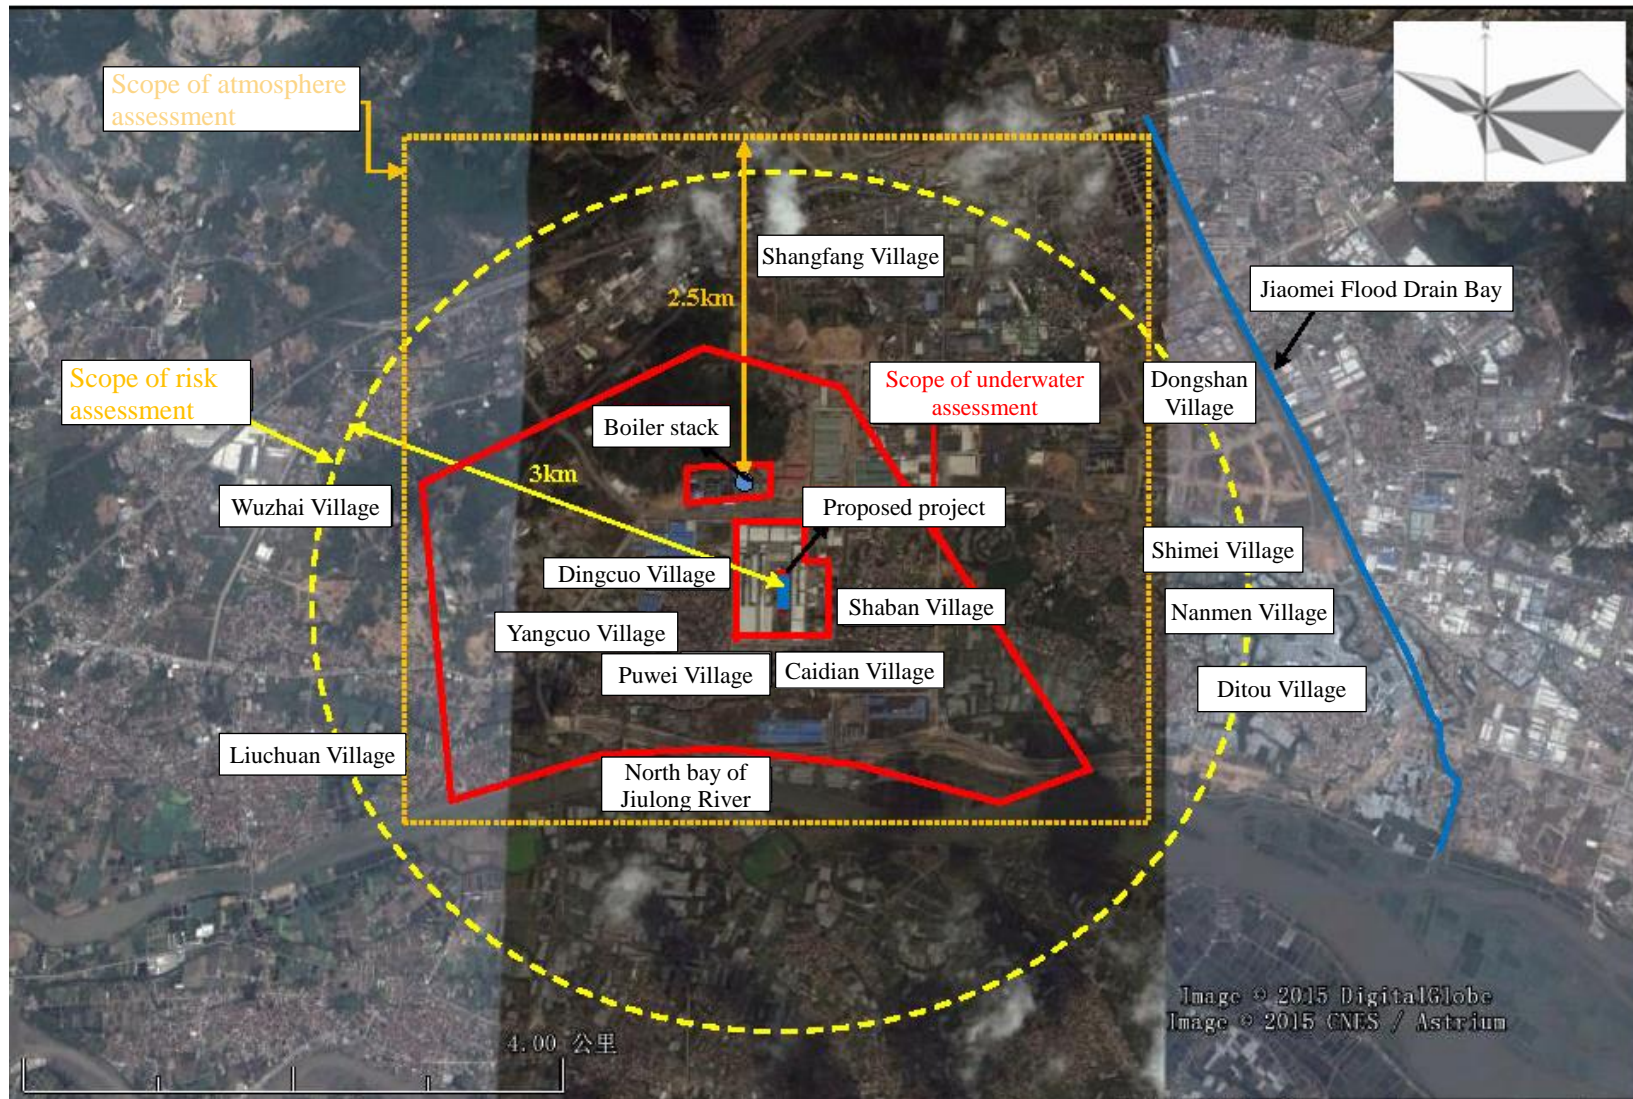 N
Scope of atmosphere
assessment
Shangfang Village
2.5km
Jiaomei Flood Drain Bay
Scope of risk
assessment
Scope of underwater
assessment
Dongshan
Village
Boiler stack
3km
Wuzhai Village
Proposed project
Shimei Village
Dingcuo Village
Shaban Village
Nanmen Village
Yangcuo Village
Puwei Village
Caidian Village
Ditou Village
Liuchuan Village
North bay of
Jiulong River
Image © 2015 DigitalGlobe
Image © 2015 CNES / Astrium
4.00 公里